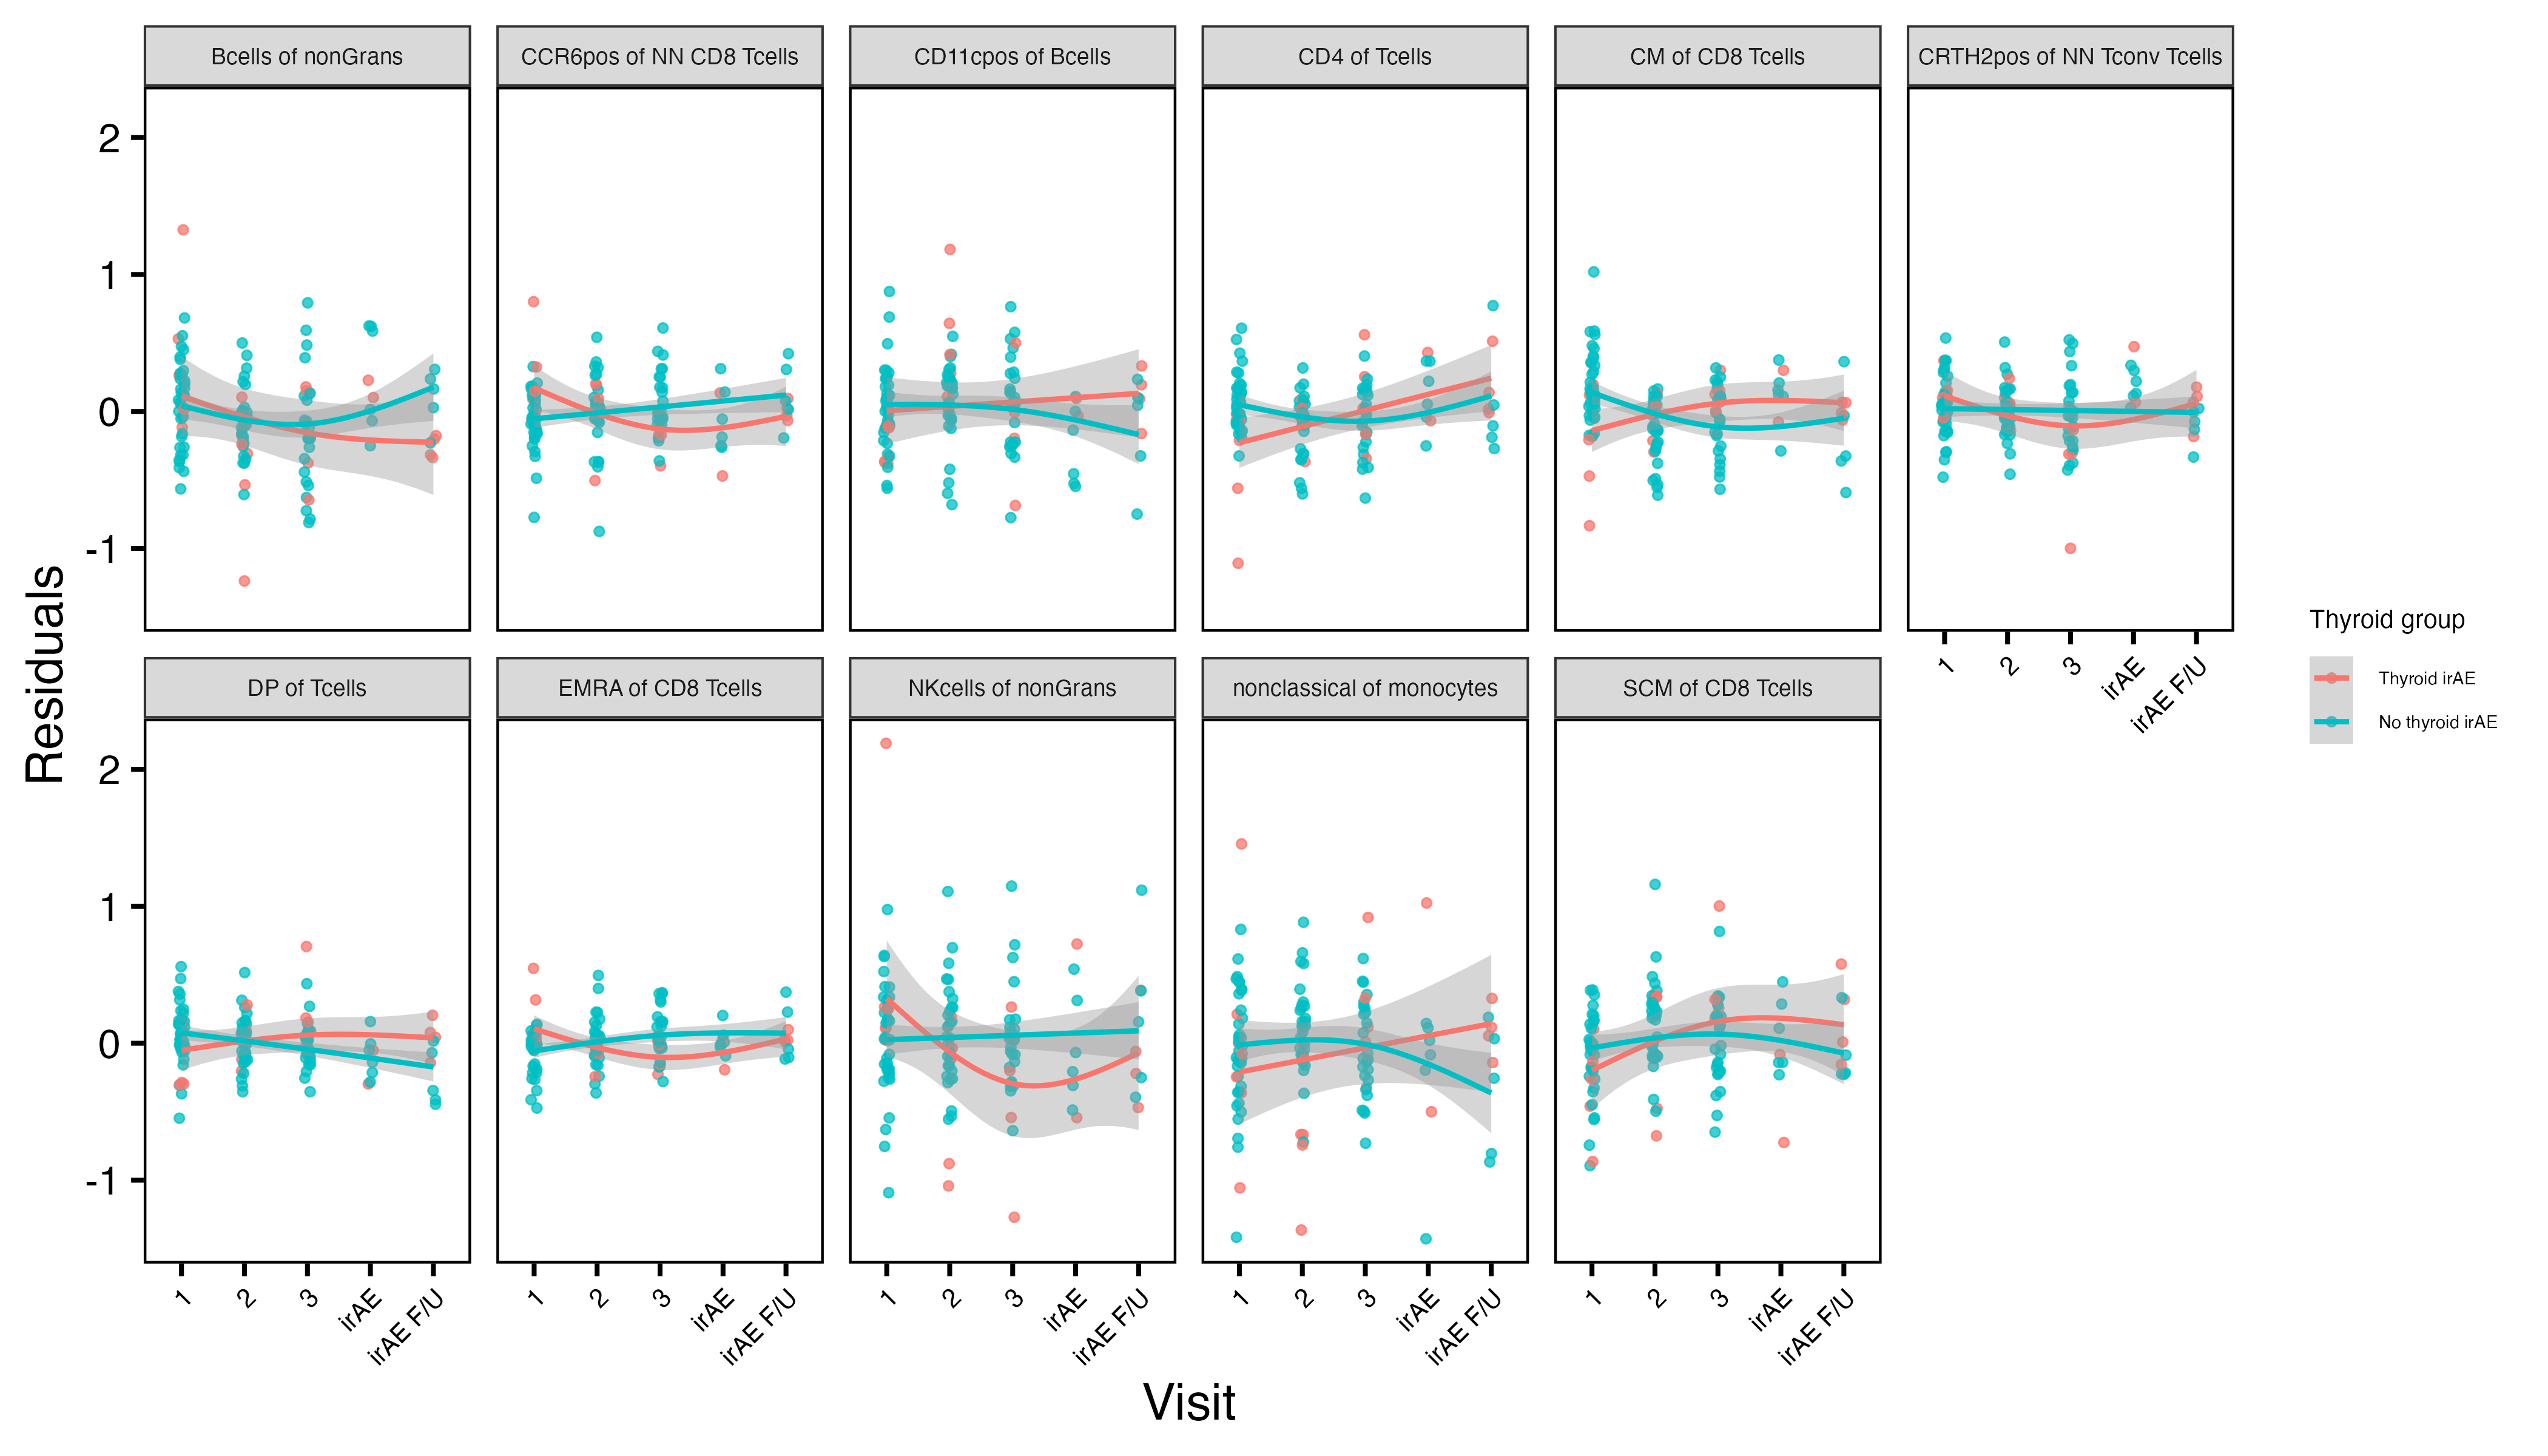 Bcells of nonGrans
CCR6pos of NN CD8 Tcells
CD11cpos of Bcells
CD4 of Tcells
CM of CD8 Tcells
CRTH2pos of NN Tconv Tcells
2
1
0
-1
1
2
3
irAE
irAE F/U
DP of Tcells
EMRA of CD8 Tcells
NKcells of nonGrans
nonclassical of monocytes
SCM of CD8 Tcells
2
1
0
-1
1
2
3
irAE
irAE F/U
1
2
3
irAE
irAE F/U
1
2
3
irAE
irAE F/U
1
2
3
irAE
irAE F/U
1
2
3
irAE
irAE F/U
Residuals
Visit
Thyroid group
Thyroid irAE
No thyroid irAE